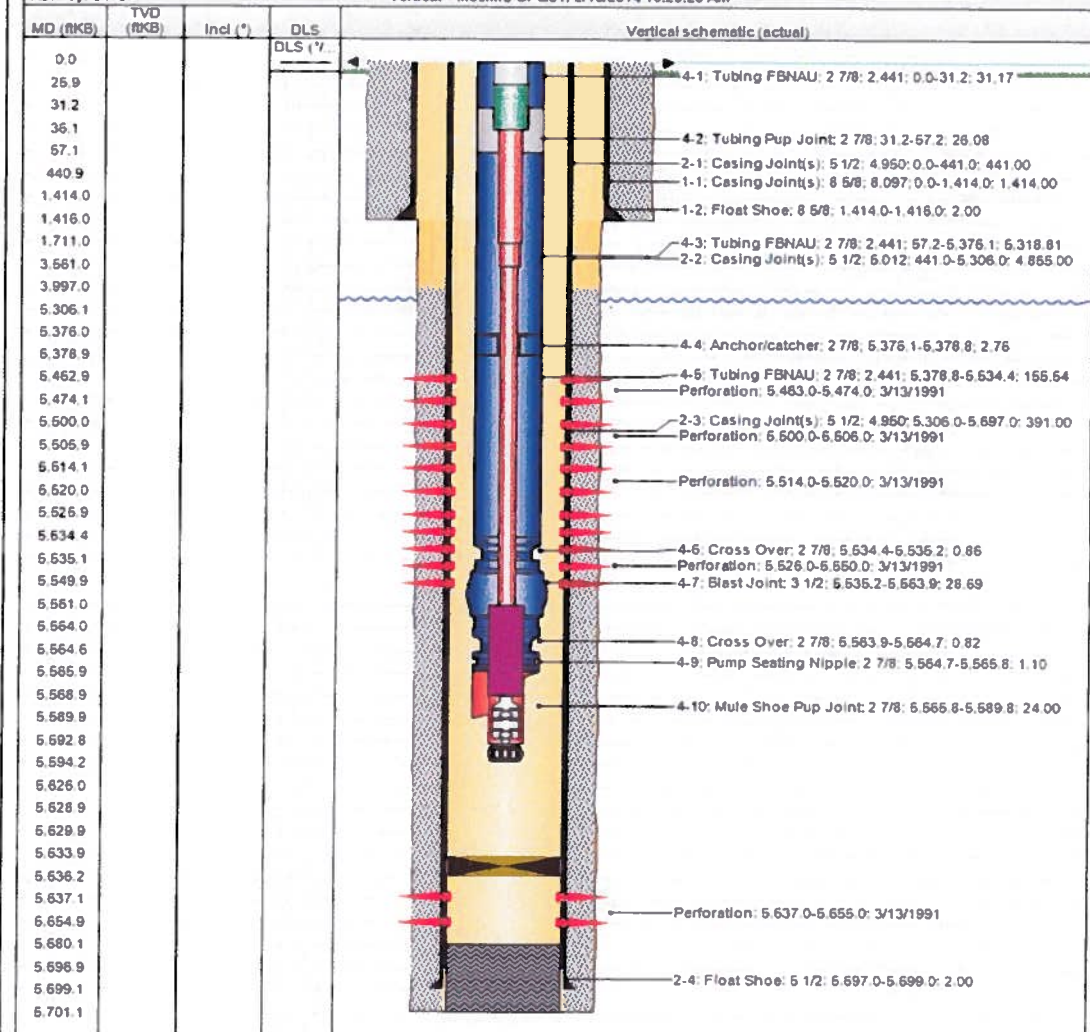 MD (ftKB)
TVD
(ftKB)
Incl (°)
DLS
Vertical schematic (actual)
DLS (°/...
0.0
25.9
31.2
36.1
57.1
440.9
1,414.0
1,416.0
1,711.0
3,561.0
3,997.0
5,306.1
5,376.0
5,378.9
5,462.9
5,474.1
5,500.0
5,505.9
5,514.1
5,520.0
5,526.9
5,534.4
5,535.1
5,549.9
5,551.0
5,564.0
5,564.6
5,565.9
5,568.9
5,589.9
5,592.8
5,594.2
5,626.0
5,628.9
5,629.9
5,633.9
5,636.2
5,637.1
5,654.9
5,680.1
5,696.9
5,699.1
5,701.1
4-1; Tubing FBNAU; 2 7/8; 2.441; 0.0-31.2; 31.17
4-2; Tubing Pup Joint; 2 7/8; 31.2-57.2; 26.08
2-1; Casing Joint(s); 5 1/2; 4.950; 0.0-441.0; 441.00
1-1; Casing Joint(s); 8 5/8; 8.097; 0.0-1,414.0; 1,414.00
1-2; Float Shoe; 8 5/8; 1,414.0-1,416.0; 2.00
4-3; Tubing FBNAU; 2 7/8; 2.441; 57.2-5,376.1; 5,318.81
2-2; Casing Joint(s); 5 1/2; 5.012; 441.0-5,306.0; 4,865.00
4-4; Anchor/catcher; 2 7/8; 5,376.1-5,378.8; 2.76
4-5; Tubing FBNAU; 2 7/8; 2.441; 5,378.8-5,534.4; 155.54
Perforation; 5,463.0-5,474.0; 3/13/1991
2-3; Casing Joint(s); 5 1/2; 4.950; 5,306.0-5,697.0; 391.00
Perforation; 5,500.0-5,506.0; 3/13/1991
Perforation; 5,514.0-5,520.0; 3/13/1991
4-6; Cross Over; 2 7/8; 5,534.4-5,535.2; 0.86
Perforation; 5,526.0-5,550.0; 3/13/1991
4-7; Blast Joint; 3 1/2; 5,535.2-5,563.9; 28.69
4-8; Cross Over; 2 7/8; 5,563.9-5,564.7; 0.82
4-9; Pump Seating Nipple; 2 7/8; 5,564.7-5,565.8; 1.10
4-10; Mule Shoe Pup Joint; 2 7/8; 5,565.8-5,589.8; 24.00
Perforation; 5,637.0-5,655.0; 3/13/1991
2-4; Float Shoe; 5 1/2; 5,697.0-5,699.0; 2.00